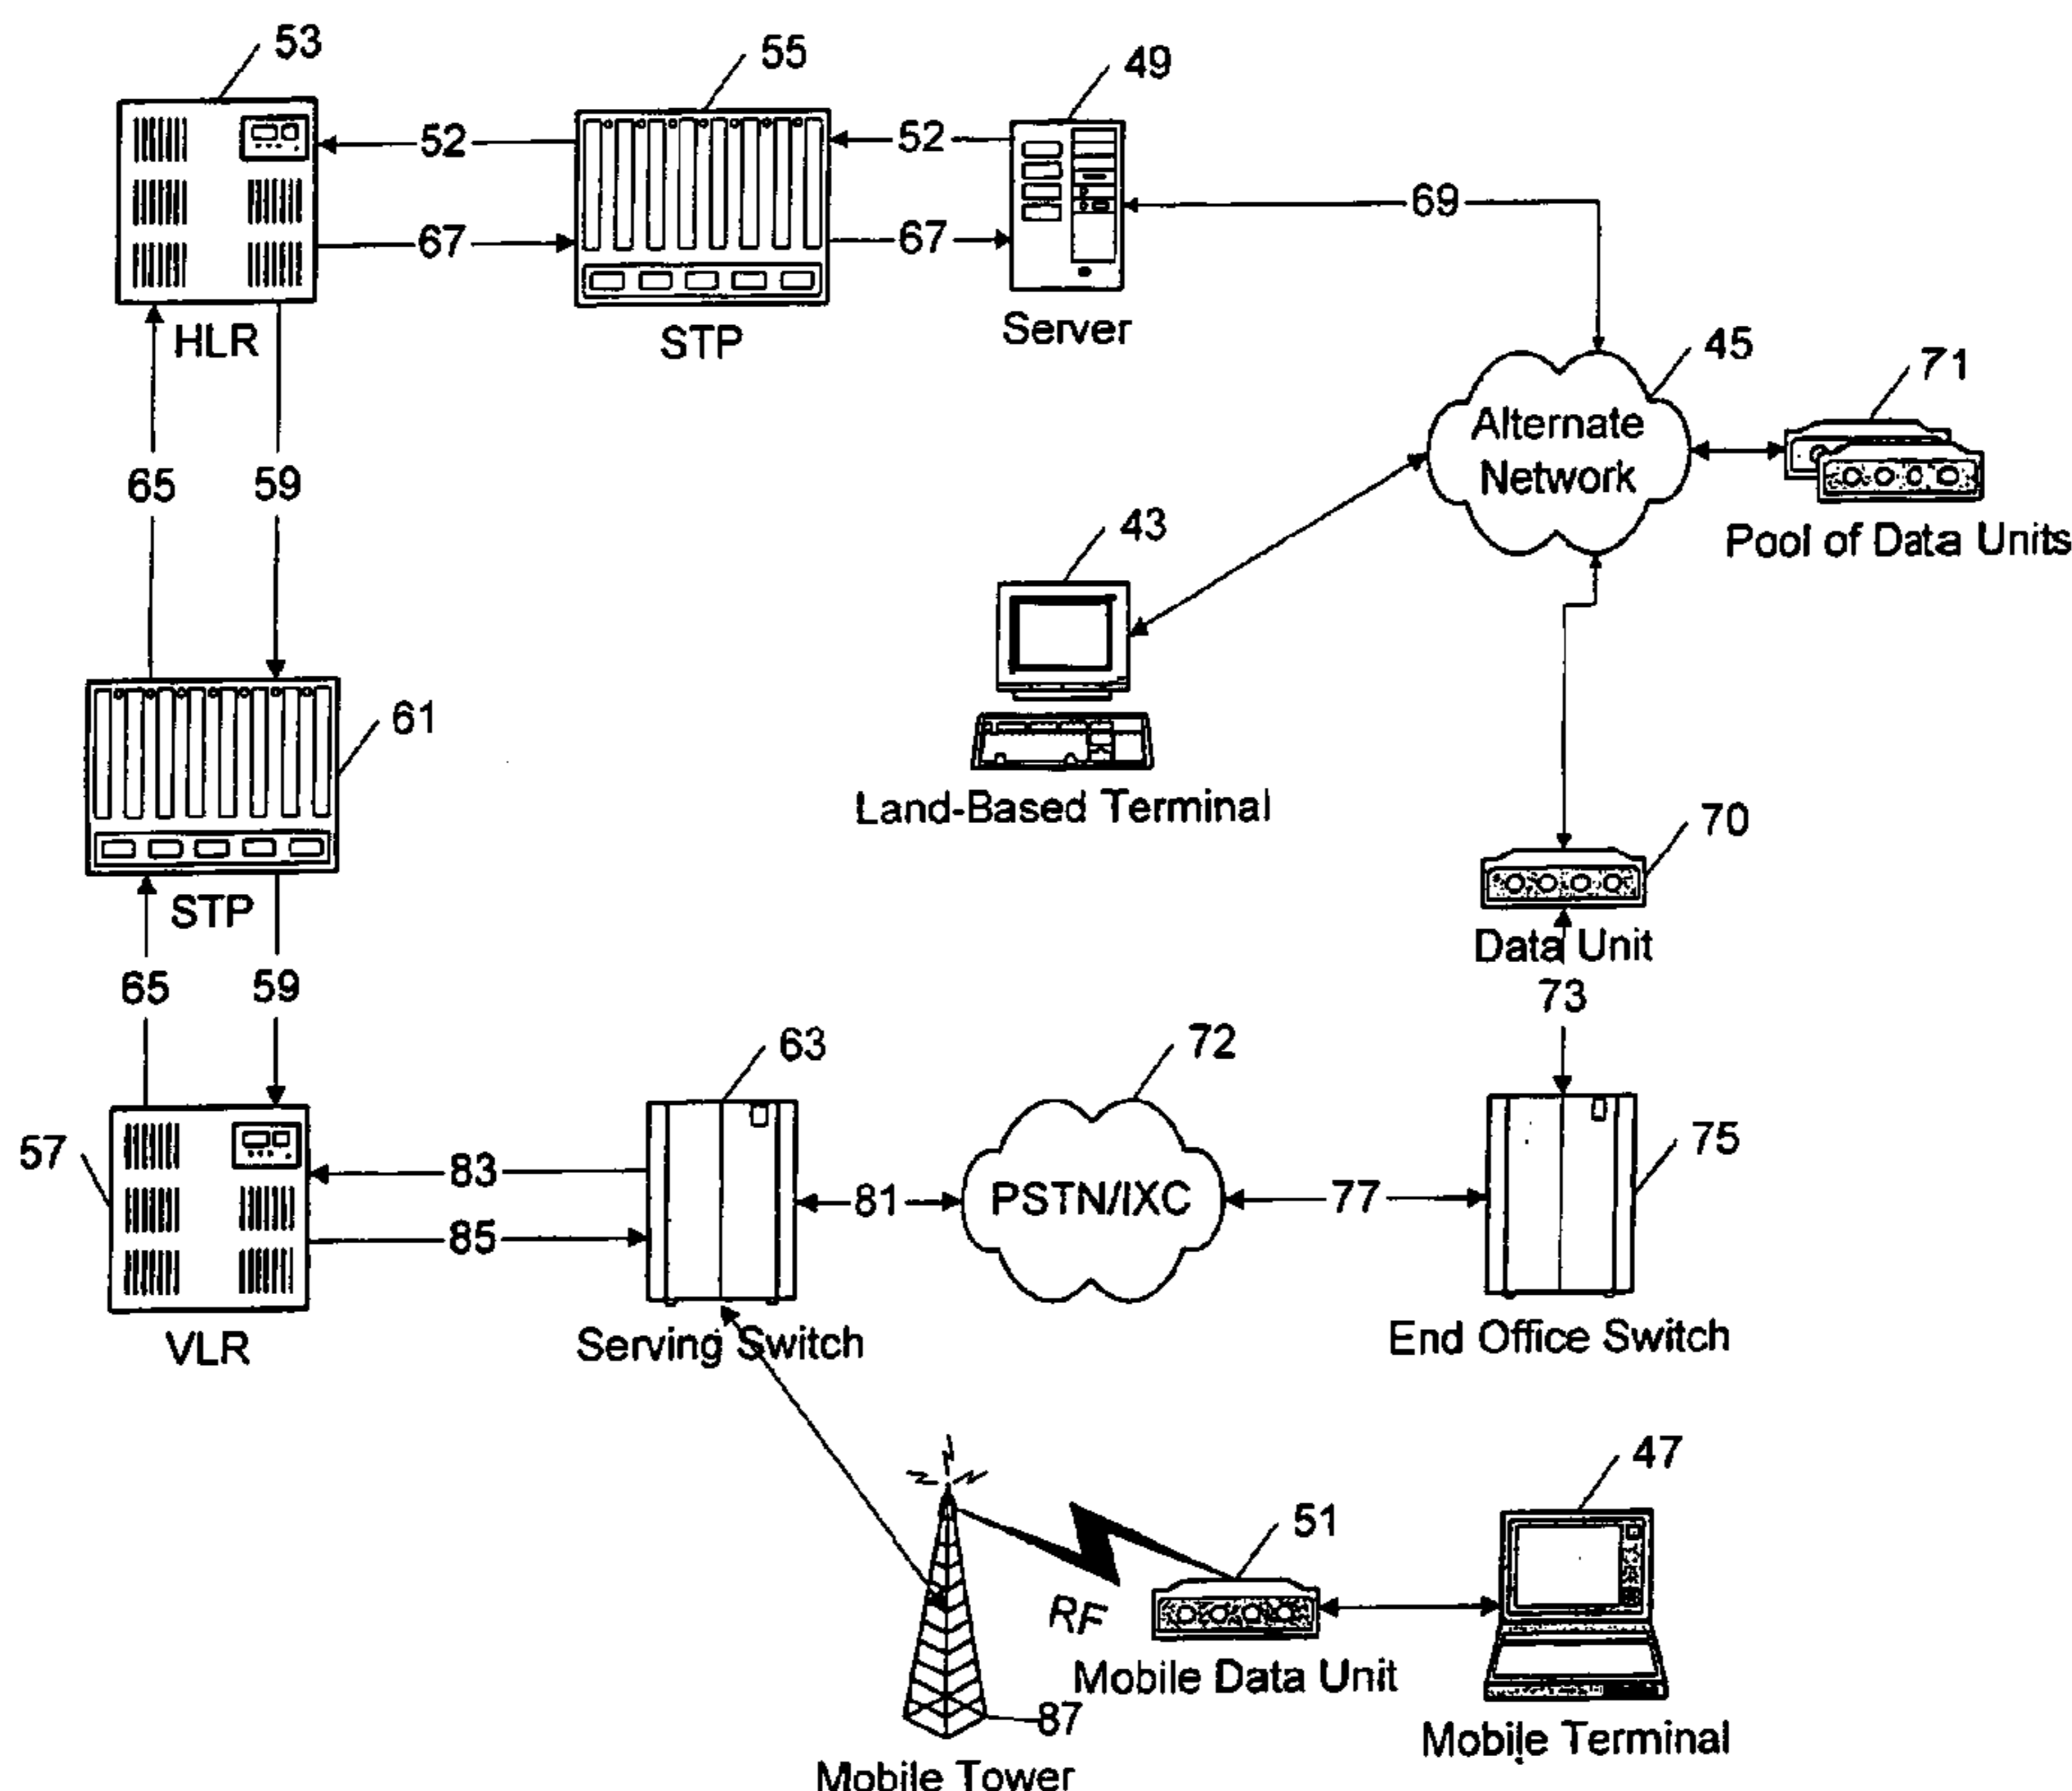 53
55
49
52
52
69
67
67
HLR
STP
Server
45
71
Alternate
Network
65
59
43
Pool of Data Units
61
Land-Based Terminal
70
STP
Data Unit
65
59
73
63
72
57
75
83
81
PSTN/IXC
77
85
VLR
Serving Switch
End Office Switch
47
51
RF
Mobile Data Unit
87
Mobile Terminal
Mobile Tower